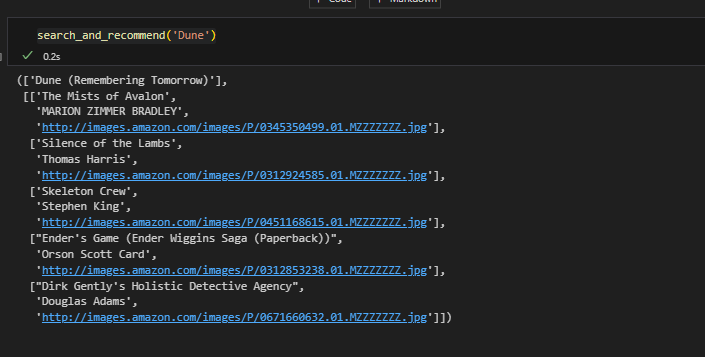 Code Markdown
search_and_recommend('Dune')
0.2s
(['Dune (Remembering Tomorrow)'],
[['The Mists of Avalon',
'MARION ZIMMER BRADLEY',
'http://images.amazon.com/images/P/0345350499.01.MZZZZZZZ.jpg'],
['Silence of the Lambs',
'Thomas Harris',
'http://images.amazon.com/images/P/0312924585.01.MZZZZZZZ.jpg'],
['Skeleton Crew',
'Stephen King',
'http://images.amazon.com/images/P/0451168615.01.MZZZZZZZ.jpg'],
["Ender's Game (Ender Wiggins Saga (Paperback))",
'Orson Scott Card',
'http://images.amazon.com/images/P/0312853238.01.MZZZZZZZ.jpg'],
["Dirk Gently's Holistic Detective Agency",
'Douglas Adams',
'http://images.amazon.com/images/P/0671660632.01.MZZZZZZZ.jpg']])